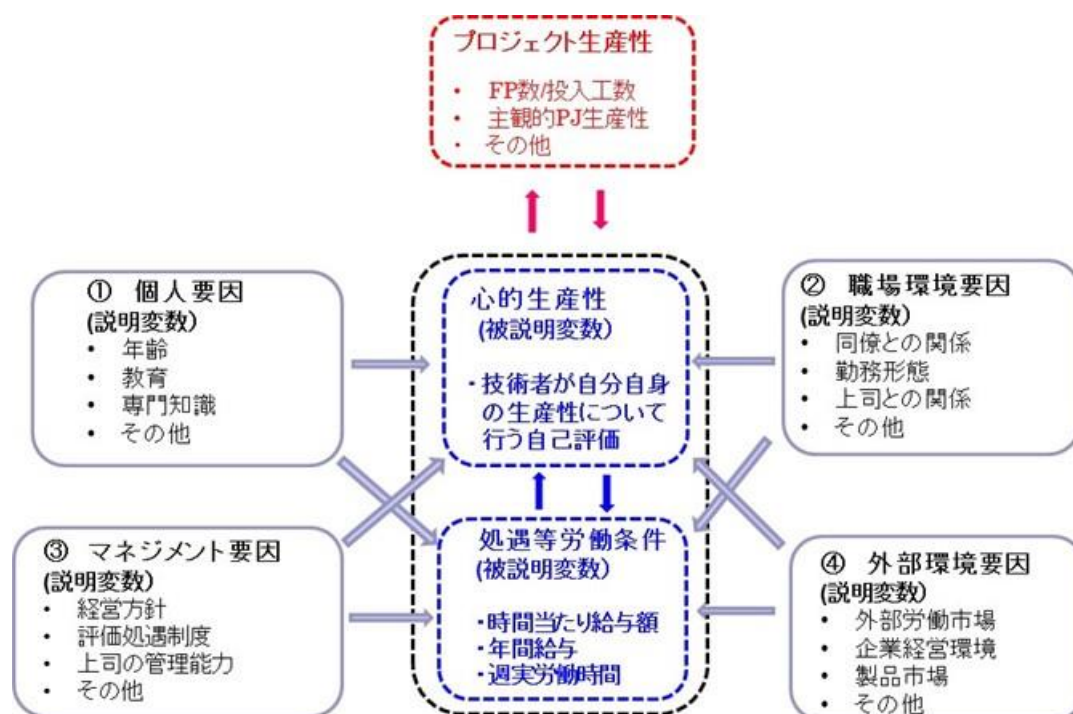 プロジェクト生産性
・ FP数/投入工数
・ 主観的PJ生産性
・ その他
① 個人要因
(説明変数)
• 年齢
• 教育
• 専門知識
• その他
心的生産性
(被説明変数)
・技術者が自分自身
の生産性について
行う自己評価
② 職場環境要因
(説明変数)
• 同僚との関係
• 勤務形態
• 上司との関係
• その他
③ マネジメント要因
(説明変数)
• 経営方針
• 評価処遇制度
• 上司の管理能力
• その他
処遇等労働条件
(被説明変数)
・時間当たり給与額
・年間給与
・週実労働時間
④ 外部環境要因
(説明変数)
• 外部労働市場
• 企業経営環境
• 製品市場
• その他